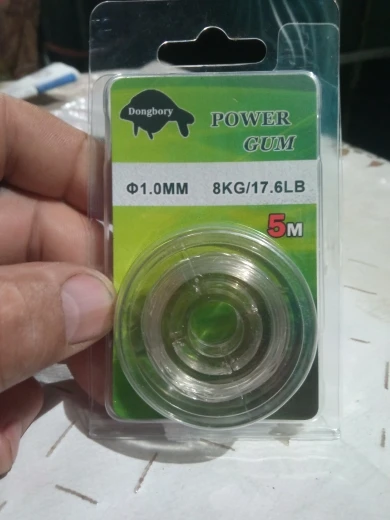 Dongbory
POWER
GUM
Φ1.0MM 8KG/17.6LB
5M